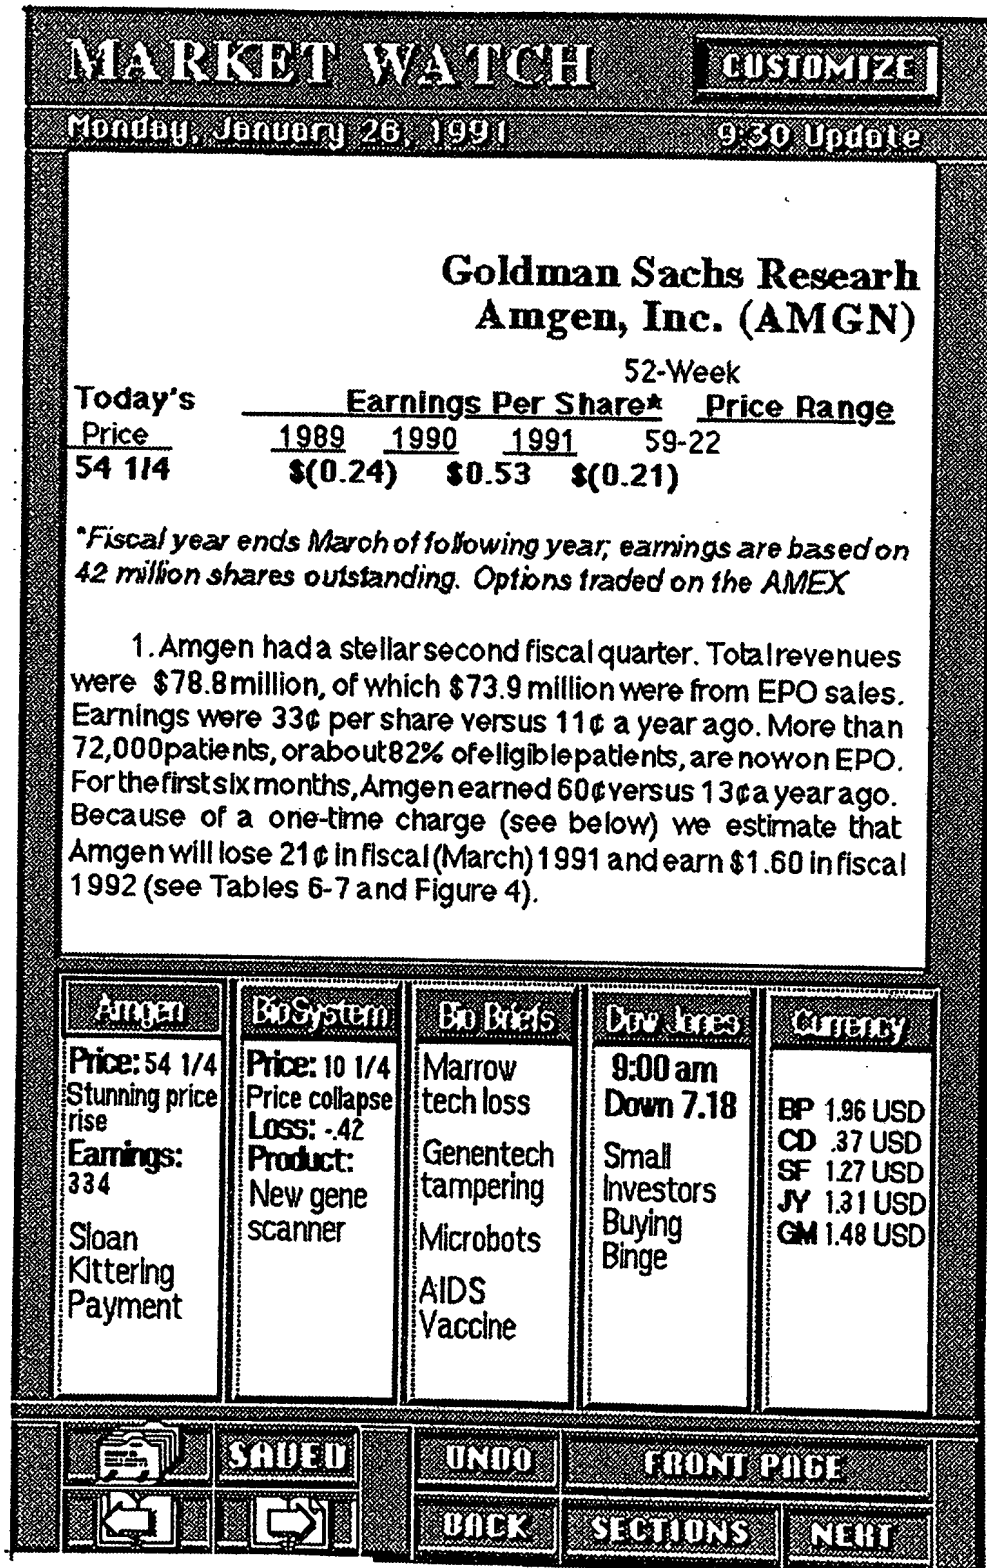 MARKET WATCH
CUSTOMIZE
Monday, January 26, 1991
9:30 Update
Goldman Sachs Researh
Amgen, Inc. (AMGN)
52-Week
Today's Earnings Per Share* Price Range
Price 1989 1990 1991 59-22
54 1/4 $(0.24) $0.53 $(0.21)
*Fiscal year ends March of following year; earnings are based on
42 million shares outstanding. Options traded on the AMEX
1. Amgen had a stellar second fiscal quarter. Total revenues
were $78.8 million, of which $73.9 million were from EPO sales.
Earnings were 33¢ per share versus 11¢ a year ago. More than
72,000 patients, or about 82% of eligible patients, are now on EPO.
For the first six months, Amgen earned 60¢ versus 13¢ a year ago.
Because of a one-time charge (see below) we estimate that
Amgen will lose 21¢ in fiscal (March) 1991 and earn $1.60 in fiscal
1992 (see Tables 6-7 and Figure 4).
Amgen
Price: 54 1/4
Stunning price
rise
Earnings:
334
Sloan
Kittering
Payment
BioSystem
Price: 10 1/4
Price collapse
Loss: -.42
Product:
New gene
scanner
Bio Briefs
Marrow
tech loss
Genentech
tampering
Microbots
AIDS
Vaccine
Dow Jones
9:00 am
Down 7.18
Small
Investors
Buying
Binge
Currency
BP 1.96 USD
CD .37 USD
SF 1.27 USD
JY 1.31 USD
GM 1.48 USD
SAVED
UNDO
FRONT PAGE
BACK
SECTIONS
NEXT